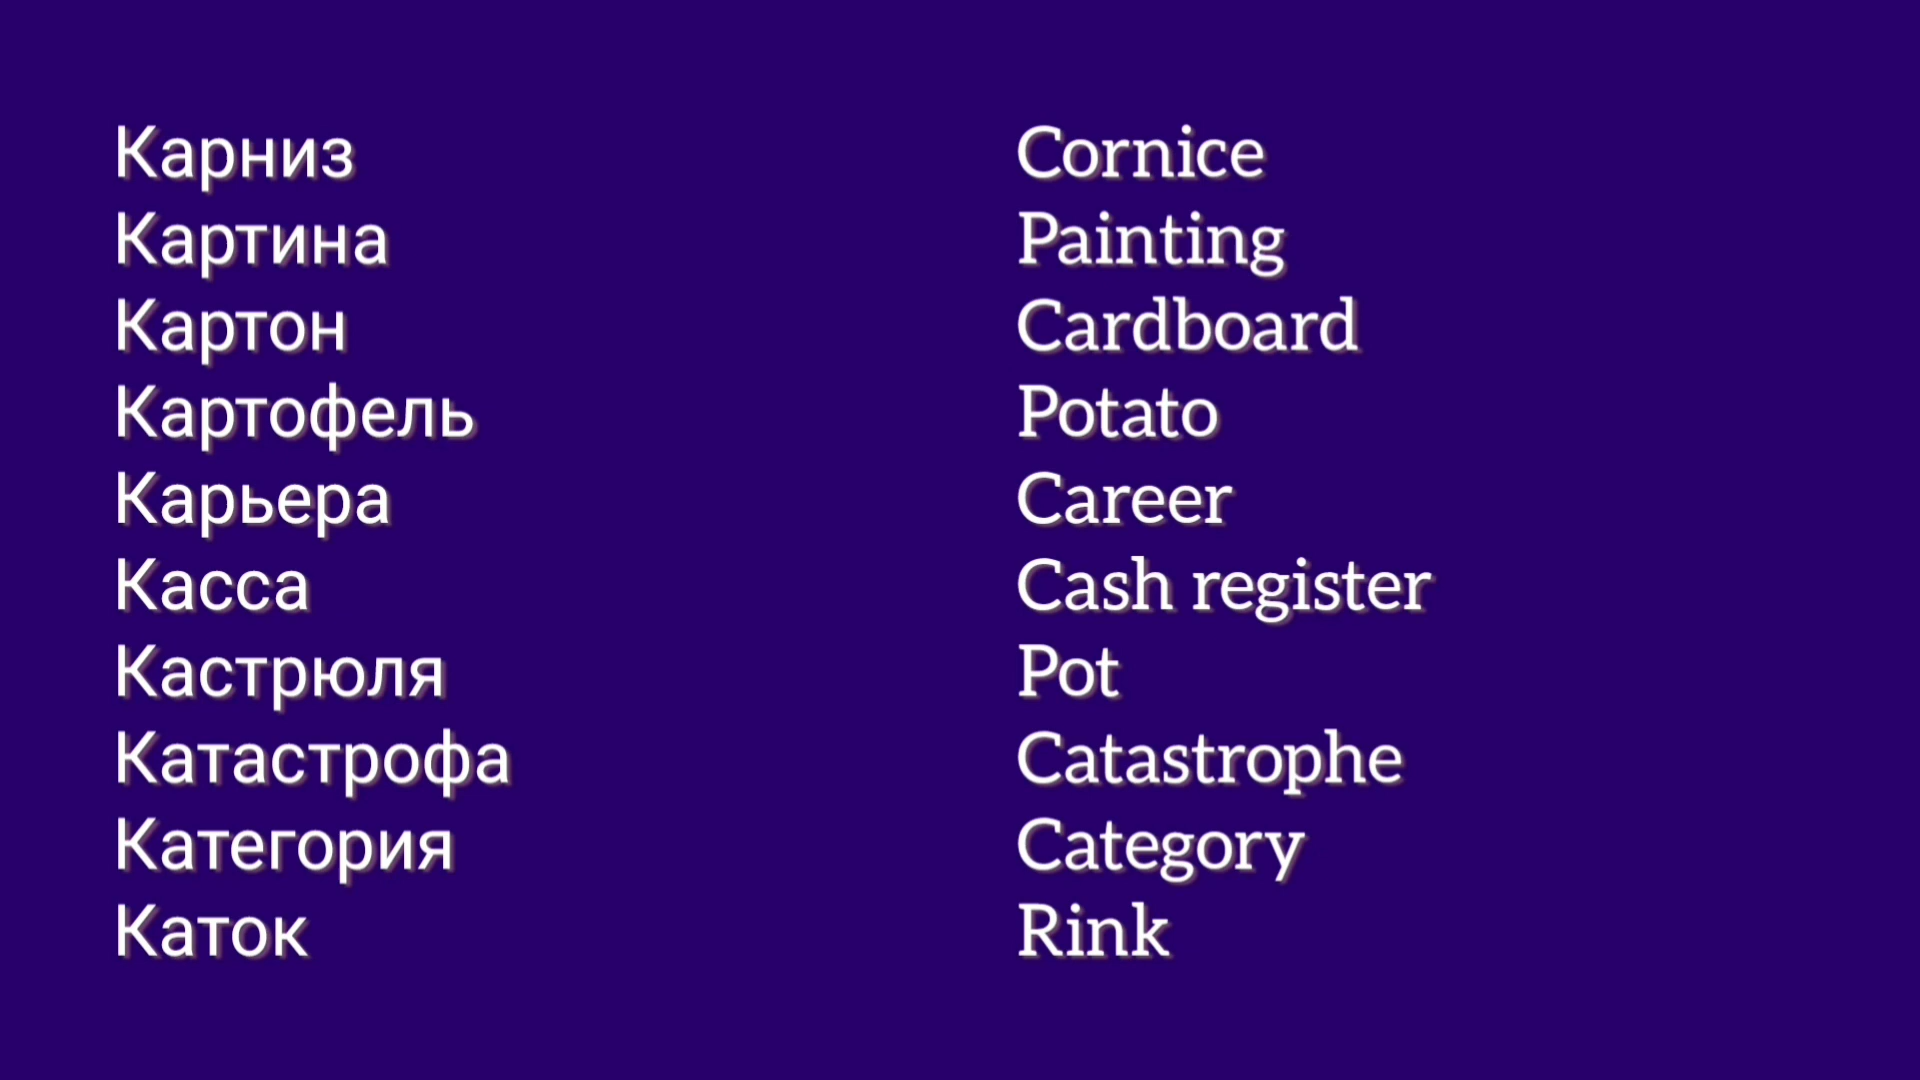 Карниз Cornice
Картина Painting
Картон Cardboard
Картофель Potato
Карьера Career
Касса Cash register
Кастрюля Pot
Катастрофа Catastrophe
Категория Category
Каток Rink